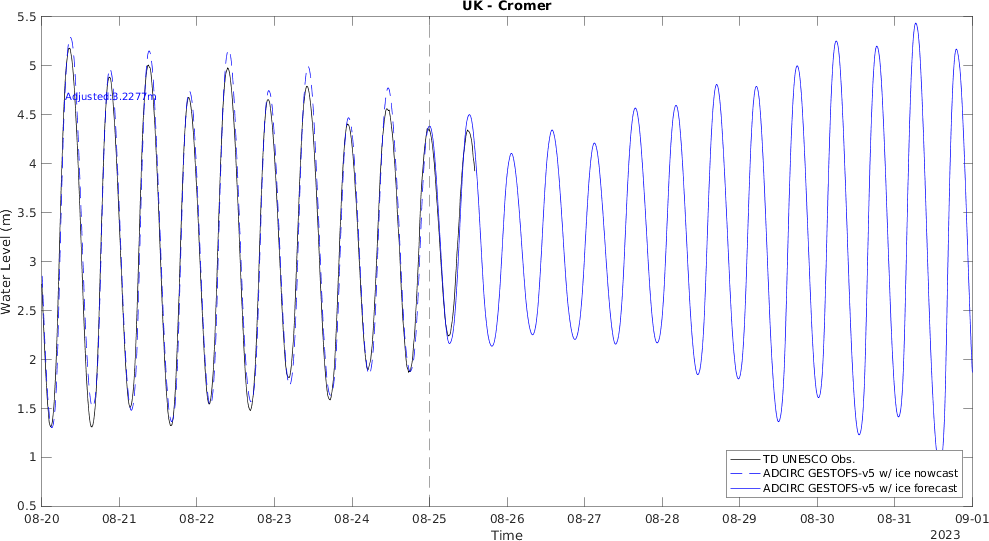 UK - Cromer
5.5
5
4.5
4
3.5
3
2.5
2
1.5
1
0.5
Water Level (m)
Adjusted:3.2277m
TD UNESCO Obs.
ADCIRC GESTOFS-v5 w/ ice nowcast
ADCIRC GESTOFS-v5 w/ ice forecast
08-20 08-21 08-22 08-23 08-24 08-25 08-26 08-27 08-28 08-29 08-30 08-31 09-01
Time
2023